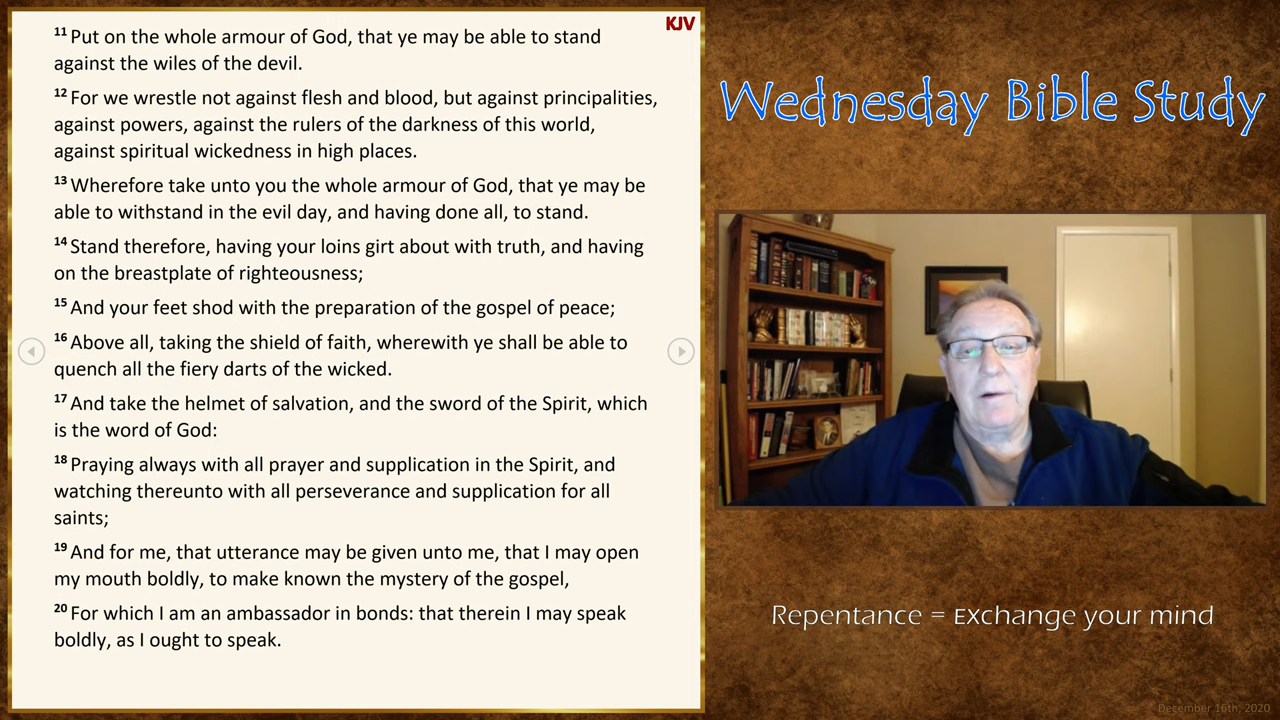 KJV
11 Put on the whole armour of God, that ye may be able to stand
against the wiles of the devil.
12 For we wrestle not against flesh and blood, but against principalities,
against powers, against the rulers of the darkness of this world,
against spiritual wickedness in high places.
13 Wherefore take unto you the whole armour of God, that ye may be
able to withstand in the evil day, and having done all, to stand.
14 Stand therefore, having your loins girt about with truth, and having
on the breastplate of righteousness;
15 And your feet shod with the preparation of the gospel of peace;
16 Above all, taking the shield of faith, wherewith ye shall be able to
quench all the fiery darts of the wicked.
17 And take the helmet of salvation, and the sword of the Spirit, which
is the word of God:
18 Praying always with all prayer and supplication in the Spirit, and
watching thereunto with all perseverance and supplication for all
saints;
19 And for me, that utterance may be given unto me, that I may open
my mouth boldly, to make known the mystery of the gospel,
20 For which I am an ambassador in bonds: that therein I may speak
boldly, as I ought to speak.
Wednesday Bible Study
Repentance = EXchange your mind
December 16th, 2020